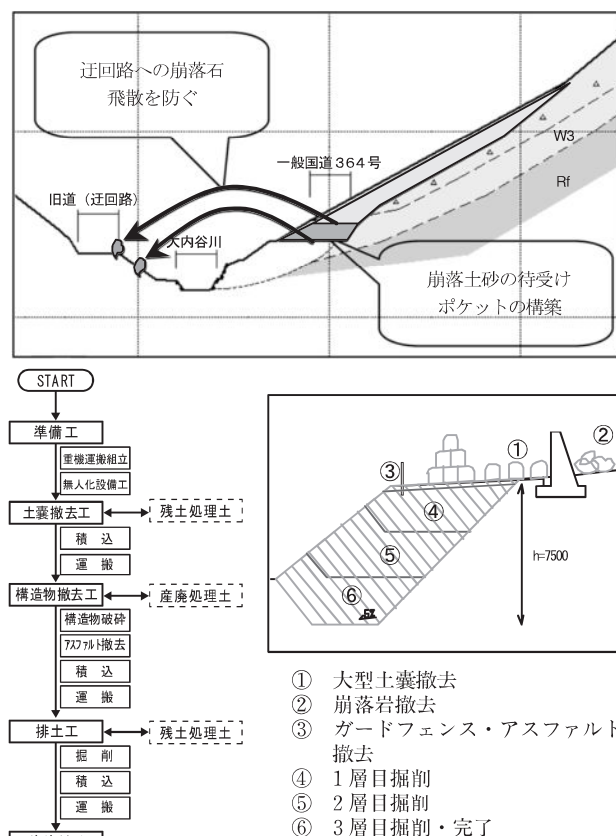 迂回路への崩落石
飛散を防ぐ
一般国道364号
W3
Rf
旧道（迂回路）
大内谷川
崩落土砂の待受け
ポケットの構築
START
準備工
重機運搬組立
無人化設備工
土嚢撤去工
残土処理土
積込
運搬
構造物撤去工
産廃処理土
構造物破砕
アスファルト撤去
積込
運搬
排土工
残土処理土
掘削
積込
運搬
①
②
③
④
⑤
⑥
h=7500
① 大型土嚢撤去
② 崩落岩撤去
③ ガードフェンス・アスファルト
撤去
④ 1層目掘削
⑤ 2層目掘削
⑥ 3層目掘削・完了